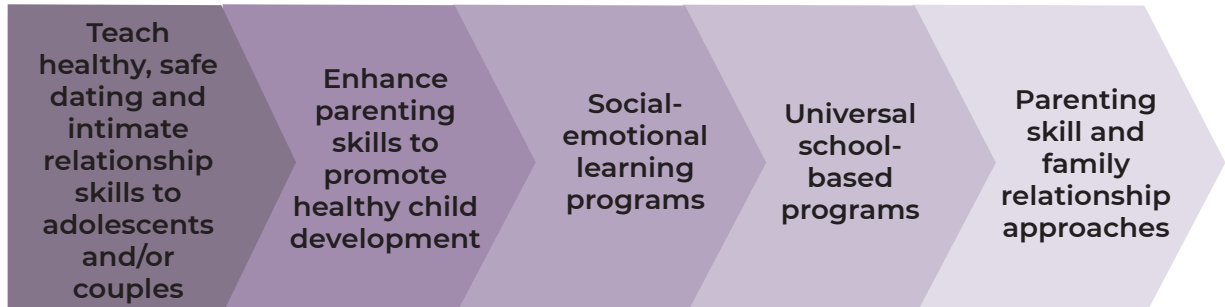 Teach
healthy, safe
dating and
intimate
relationship
skills to
adolescents
and/or
couples
Enhance
parenting
skills to
promote
healthy child
development
Social-
emotional
learning
programs
Universal
school-
based
programs
Parenting
skill and
family
relationship
approaches